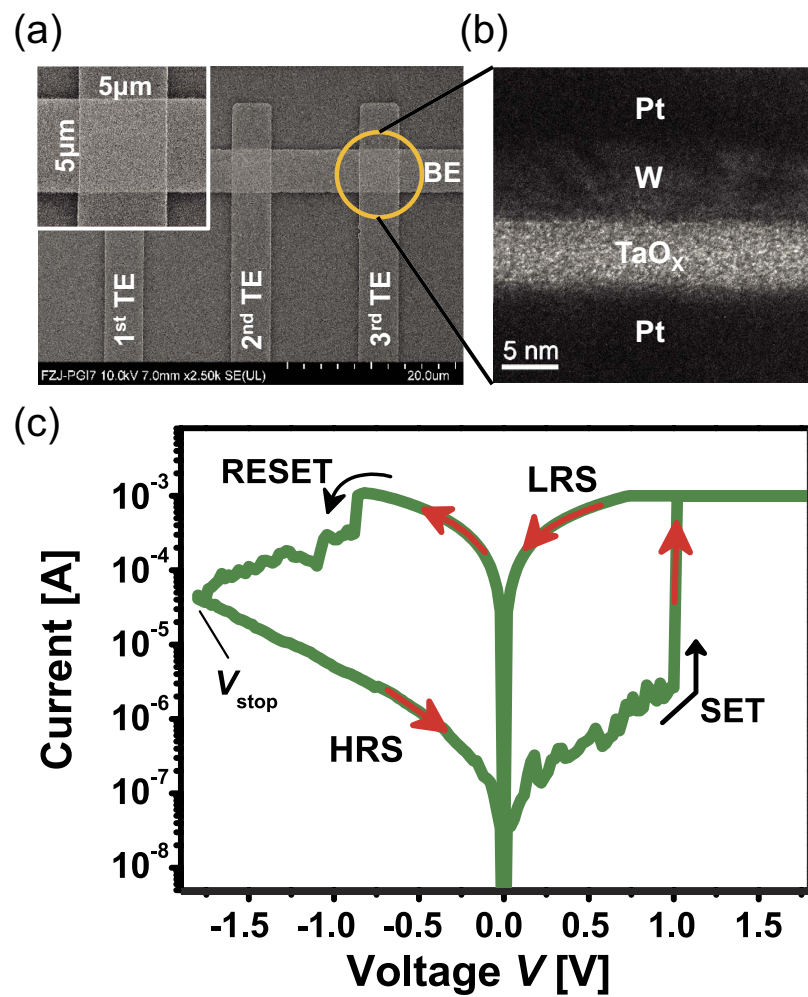 (a)
5µm
5µm
BE
1st TE
2nd TE
3rd TE
FZJ-PGI7 10.0kV 7.0mm x2.50k SE(UL)
20.0um
(b)
Pt
W
TaOX
Pt
5 nm
(c)
RESET
LRS
Vstop
HRS
SET
Current [A]
10-3
10-4
10-5
10-6
10-7
10-8
-1.5 -1.0 -0.5 0.0 0.5 1.0 1.5
Voltage V [V]